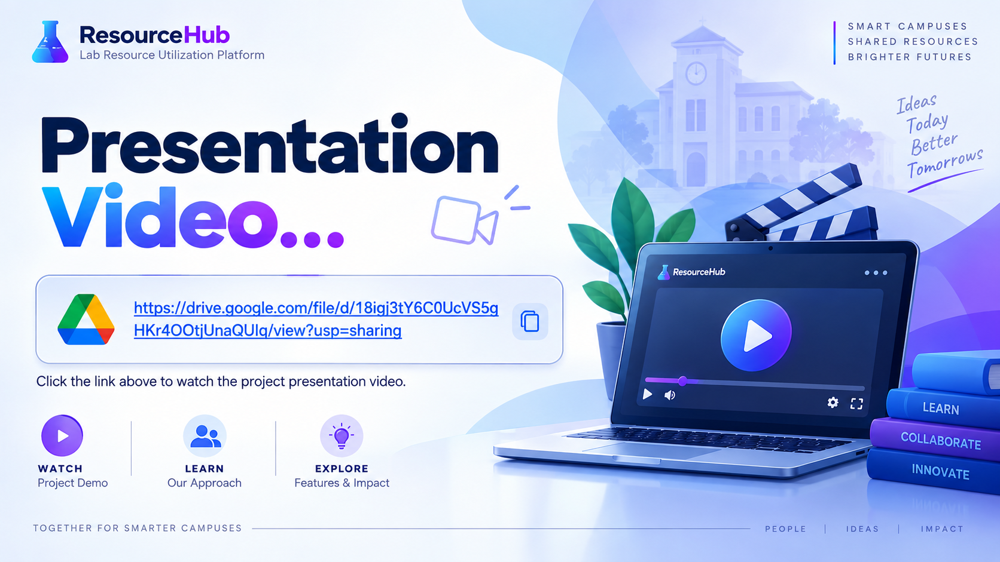 ResourceHub
Lab Resource Utilization Platform
SMART CAMPUSES
SHARED RESOURCES
BRIGHTER FUTURES
Ideas
Today
Better
Tomorrows
Presentation
Video...
https://drive.google.com/file/d/18igj3tY6C0UcVS5g
HKr4OOtjUnaQUlq/view?usp=sharing
Click the link above to watch the project presentation video.
ResourceHub
WATCH
Project Demo
LEARN
Our Approach
EXPLORE
Features & Impact
LEARN
COLLABORATE
INNOVATE
TOGETHER FOR SMARTER CAMPUSES
PEOPLE | IDEAS | IMPACT